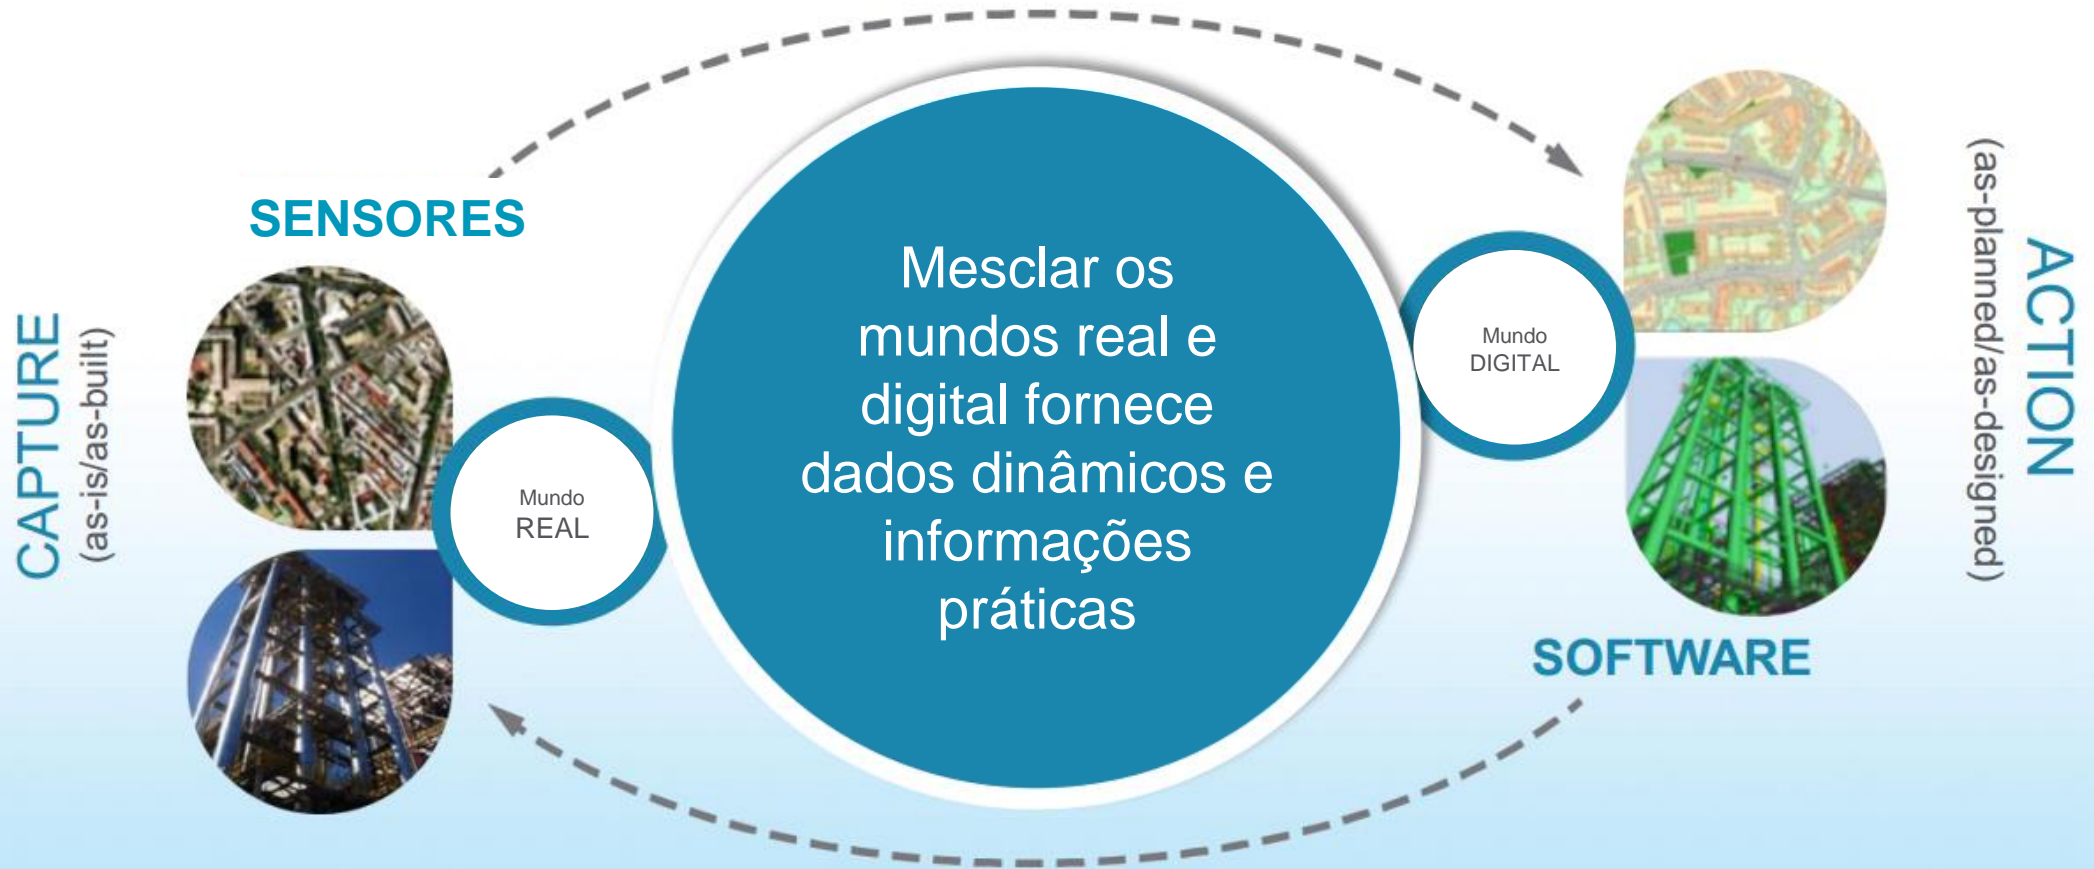 CAPTURE
(as-is/as-built)
SENSORES
Mundo
REAL
Mesclar os
mundos real e
digital fornece
dados dinâmicos e
informações
práticas
Mundo
DIGITAL
SOFTWARE
ACTION
(as-planned/as-designed)